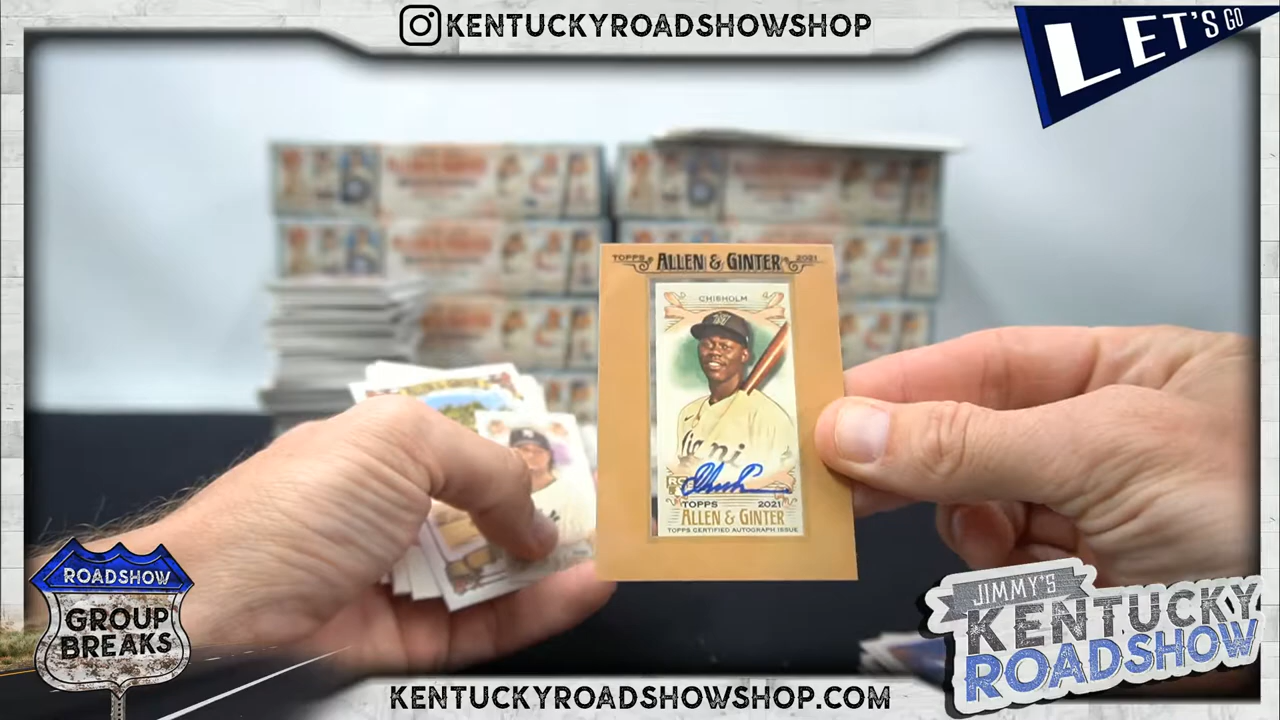 KENTUCKYROADSHOWSHOP
LET'S GO
TOPPS ALLEN & GINTER 2021
CHISHOLM
RC
TOPPS 2021
ALLEN & GINTER
TOPPS CERTIFIED AUTOGRAPH ISSUE
ROADSHOW
GROUP
BREAKS
JIMMY'S
KENTUCKY
ROADSHOW
KENTUCKYROADSHOWSHOP.COM